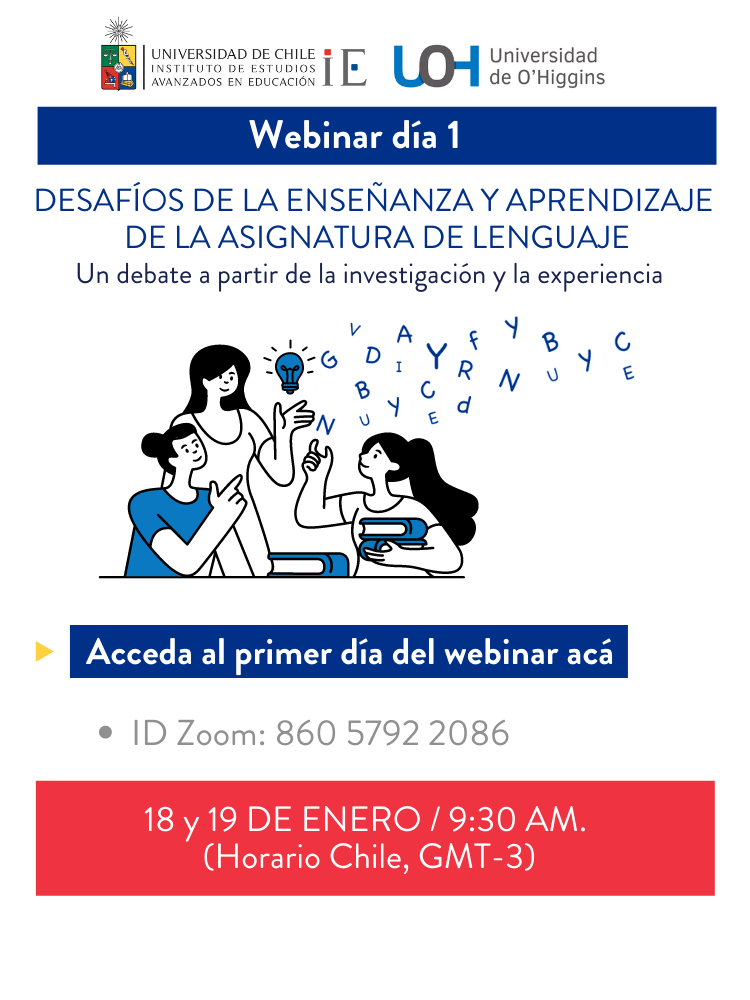 UNIVERSIDAD DE CHILE
INSTITUTO DE ESTUDIOS
AVANZADOS EN EDUCACIÓN
iE
UOH
Universidad
de O'Higgins
Webinar día 1
DESAFÍOS DE LA ENSEÑANZA Y APRENDIZAJE
DE LA ASIGNATURA DE LENGUAJE
Un debate a partir de la investigación y la experiencia
G V D A I Y f R Y N B U Y C E
B U Y C E d
N
Acceda al primer día del webinar acá
• ID Zoom: 860 5792 2086
18 y 19 DE ENERO / 9:30 AM.
(Horario Chile, GMT-3)